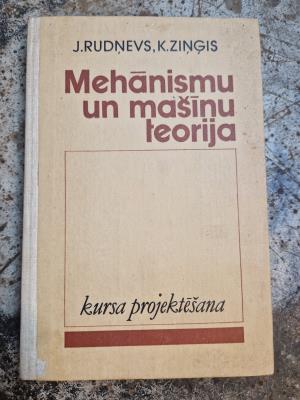 J.RUDŅEVS, K.ZIŅĢIS
Mehānismu
un mašīnu
teorija
kursa projektēšana